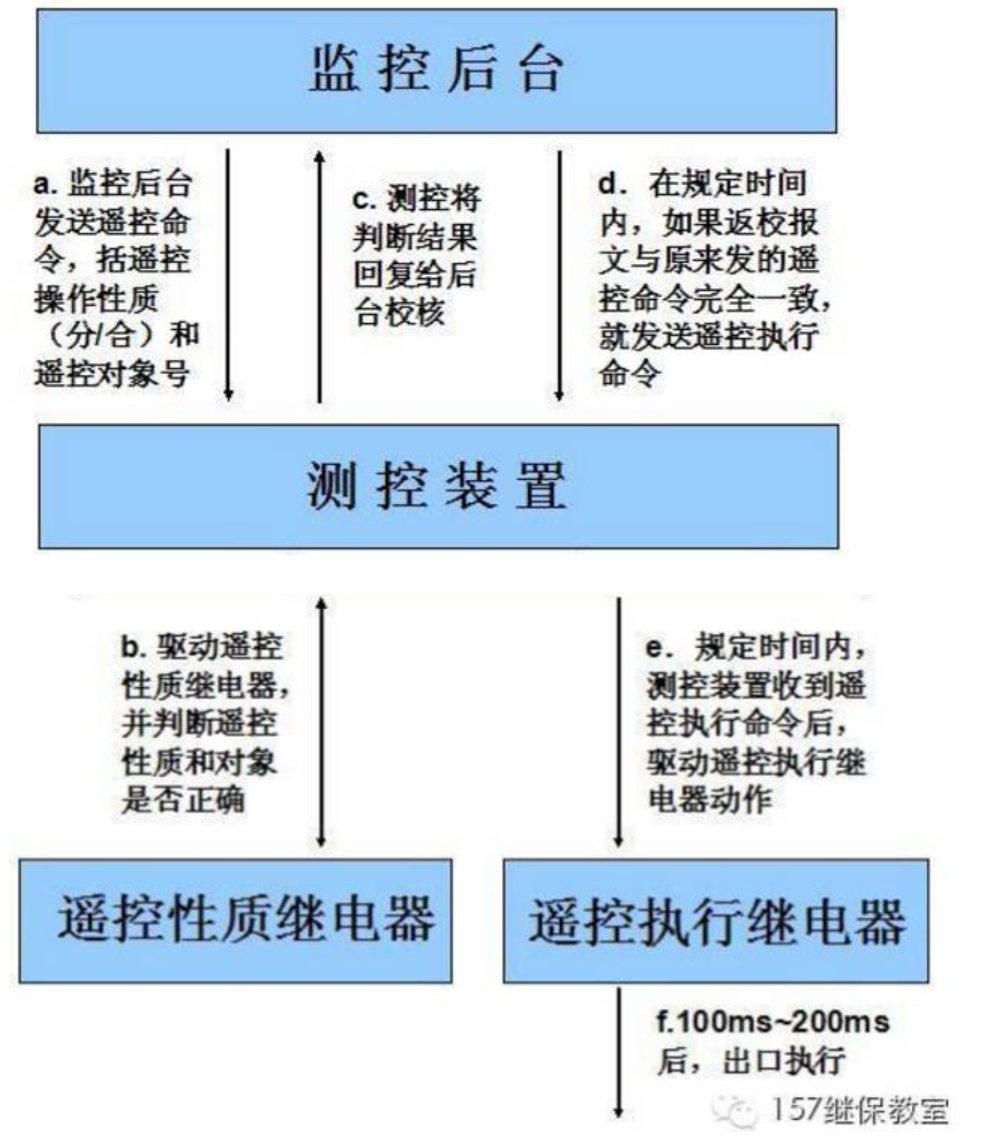 监控后台
a. 监控后台
发送遥控命
令，括遥控
操作性质
（分/合）和
遥控对象号
c. 测控将
判断结果
回复给后
台校核
d．在规定时间
内，如果返校报
文与原来发的遥
控命令完全一致，
就发送遥控执行
命令
测控装置
b. 驱动遥控
性质继电器，
并判断遥控
性质和对象
是否正确
e．规定时间内，
测控装置收到遥
控执行命令后，
驱动遥控执行继
电器动作
遥控性质继电器
遥控执行继电器
f.100ms~200ms
后，出口执行
157继保教室